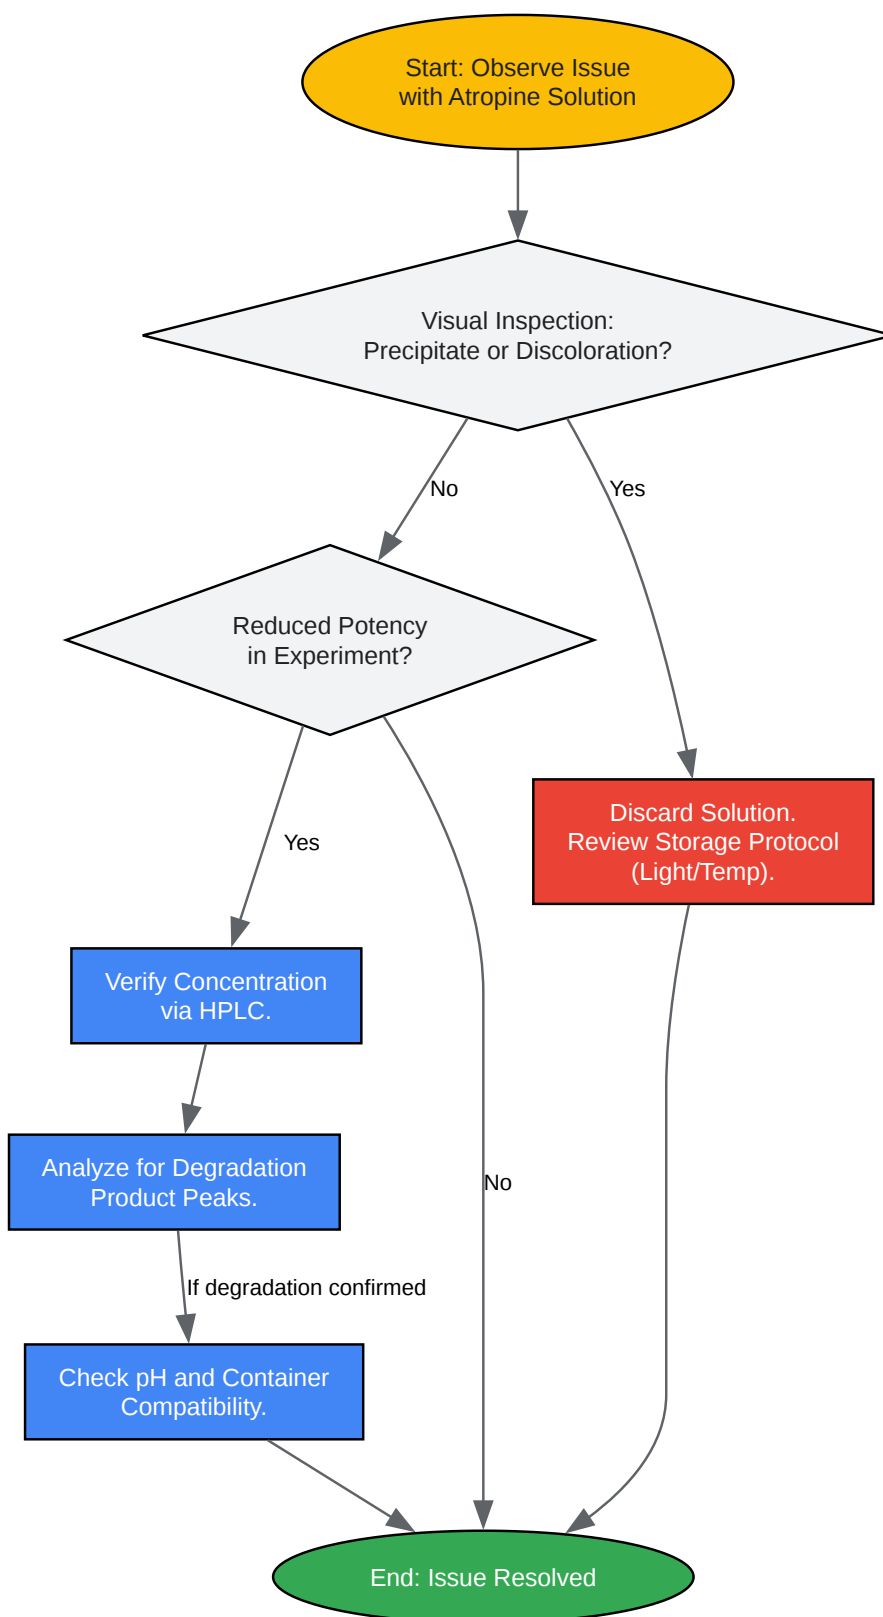 Start: Observe Issue
with Atropine Solution
Visual Inspection:
Precipitate or Discoloration?
No
Yes
Reduced Potency
in Experiment?
Discard Solution.
Review Storage Protocol
(Light/Temp).
Yes
Verify Concentration
via HPLC.
Analyze for Degradation
Product Peaks.
No
If degradation confirmed
Check pH and Container
Compatibility.
End: Issue Resolved